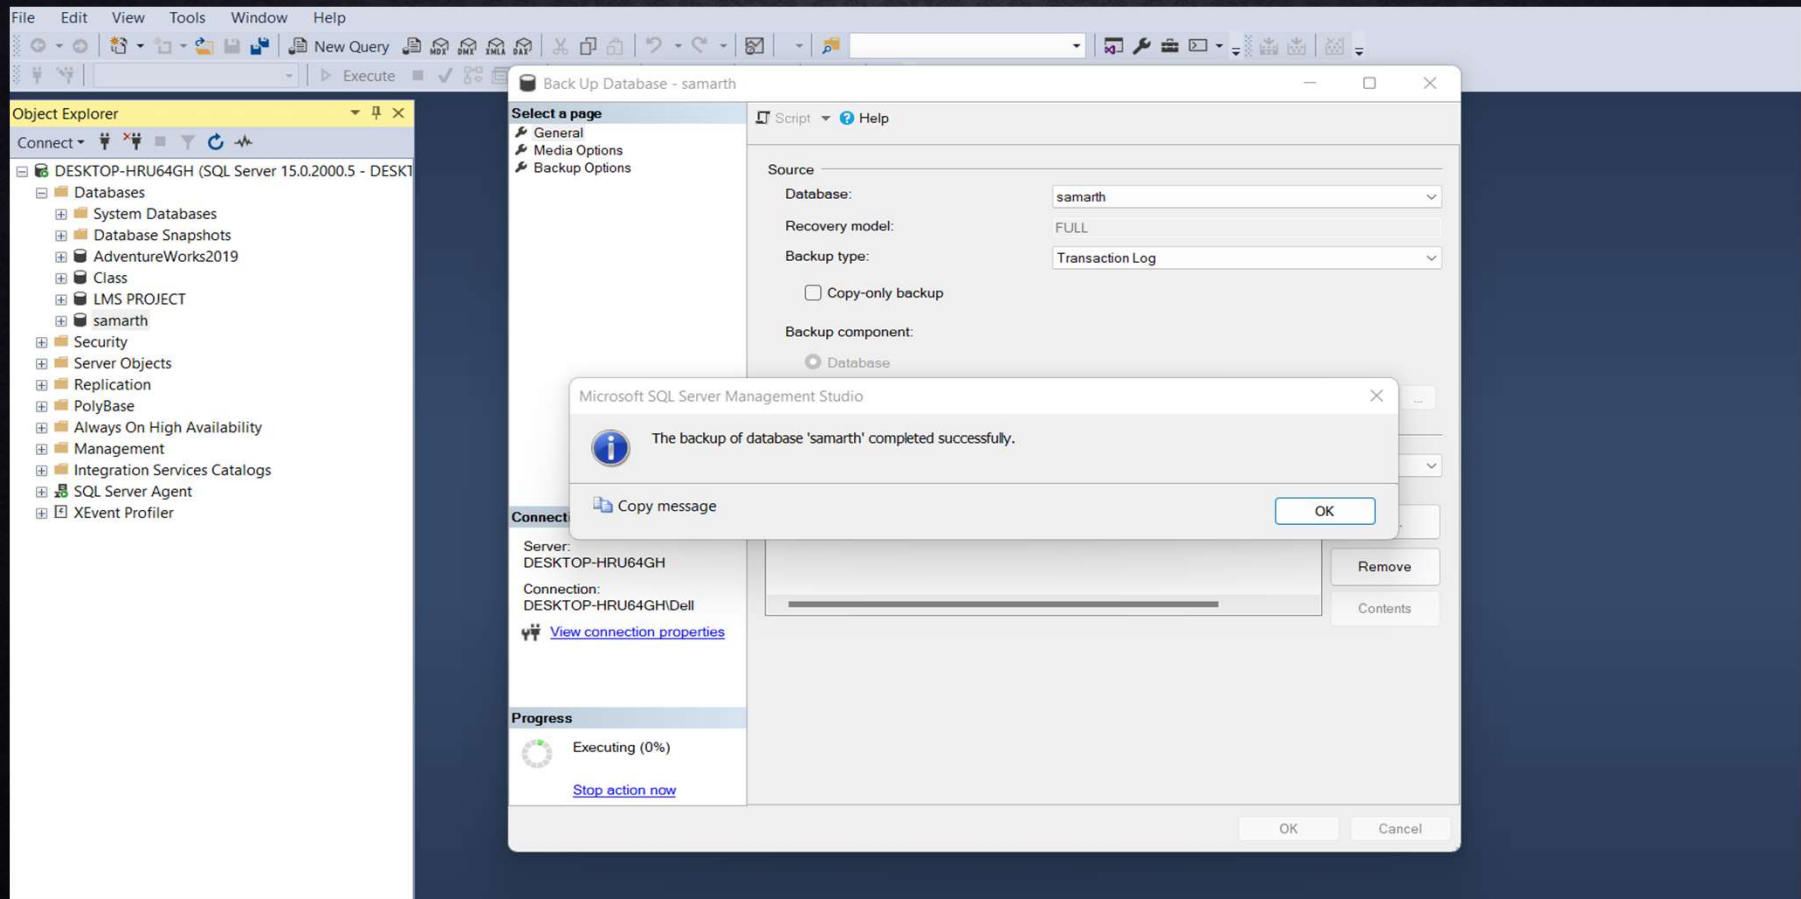 File Edit View Tools Window Help
New Query MDX DMX XMLA DAX
Execute
Object Explorer
Connect
DESKTOP-HRU64GH (SQL Server 15.0.2000.5 - DESKT
Databases
System Databases
Database Snapshots
AdventureWorks2019
Class
LMS PROJECT
samarth
Security
Server Objects
Replication
PolyBase
Always On High Availability
Management
Integration Services Catalogs
SQL Server Agent
XEvent Profiler
Back Up Database - samarth
Select a page
General
Media Options
Backup Options
Script Help
Source
Database: samarth
Recovery model: FULL
Backup type: Transaction Log
Copy-only backup
Backup component:
Database
...
Microsoft SQL Server Management Studio
The backup of database 'samarth' completed successfully.
Copy message
OK
Connecti
Server:
DESKTOP-HRU64GH
Connection:
DESKTOP-HRU64GH\Dell
View connection properties
Remove
Contents
Progress
Executing (0%)
Stop action now
OK Cancel